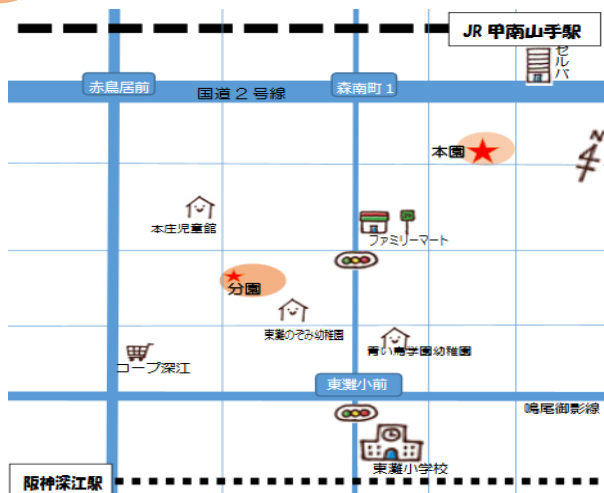 JR 甲南山手駅
セルバ
赤鳥居前
国道２号線
森南町１
本園
N
本庄児童館
ファミリーマート
分園
東灘のぞみ幼稚園
青い鳥学園幼稚園
コープ深江
東灘小前
鳴尾御影線
東灘小学校
阪神深江駅